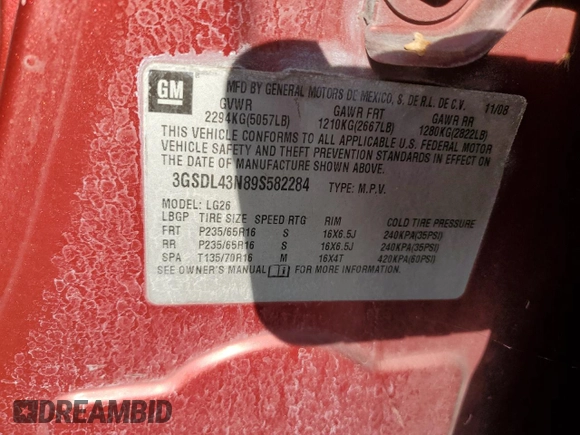 GM
MFD BY GENERAL MOTORS DE MEXICO, S. DE R.L. DE C.V. 11/08
GVWR GAWR FRT GAWR RR
2294KG(5057LB) 1210KG(2667LB) 1280KG(2822LB)
THIS VEHICLE CONFORMS TO ALL APPLICABLE U.S. FEDERAL MOTOR
VEHICLE SAFETY AND THEFT PREVENTION STANDARDS IN EFFECT ON
THE DATE OF MANUFACTURE SHOWN ABOVE.
3GSDL43N89S582284 TYPE: M.P.V.
MODEL: LG26
LBGP TIRE SIZE SPEED RTG RIM COLD TIRE PRESSURE
FRT P235/65R16 S 16X6.5J 240KPA(35PSI)
RR P235/65R16 S 16X6.5J 240KPA(35PSI)
SPA T135/70R16 M 16X4T 420KPA(60PSI)
SEE OWNER'S MANUAL FOR MORE INFORMATION.
DREAMBID